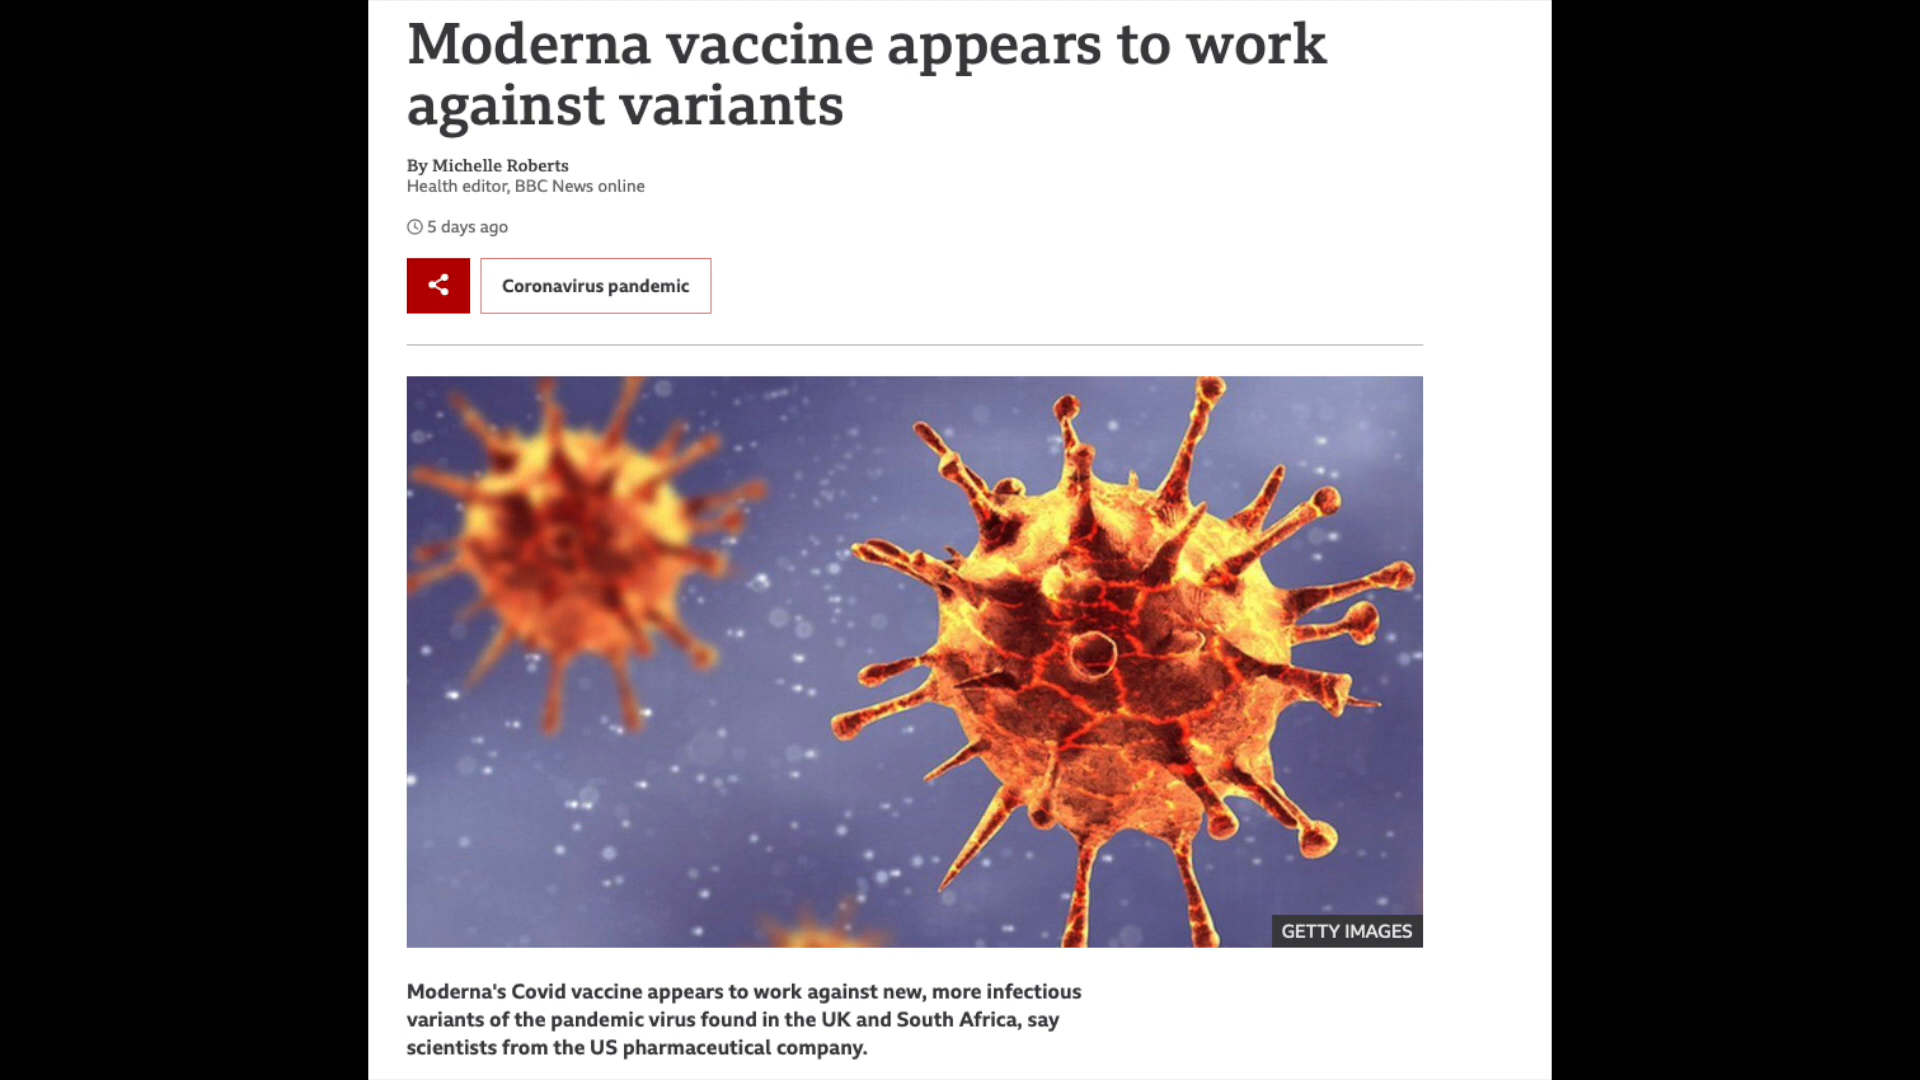 Moderna vaccine appears to work
against variants
By Michelle Roberts
Health editor, BBC News online
5 days ago
Coronavirus pandemic
GETTY IMAGES
Moderna's Covid vaccine appears to work against new, more infectious
variants of the pandemic virus found in the UK and South Africa, say
scientists from the US pharmaceutical company.